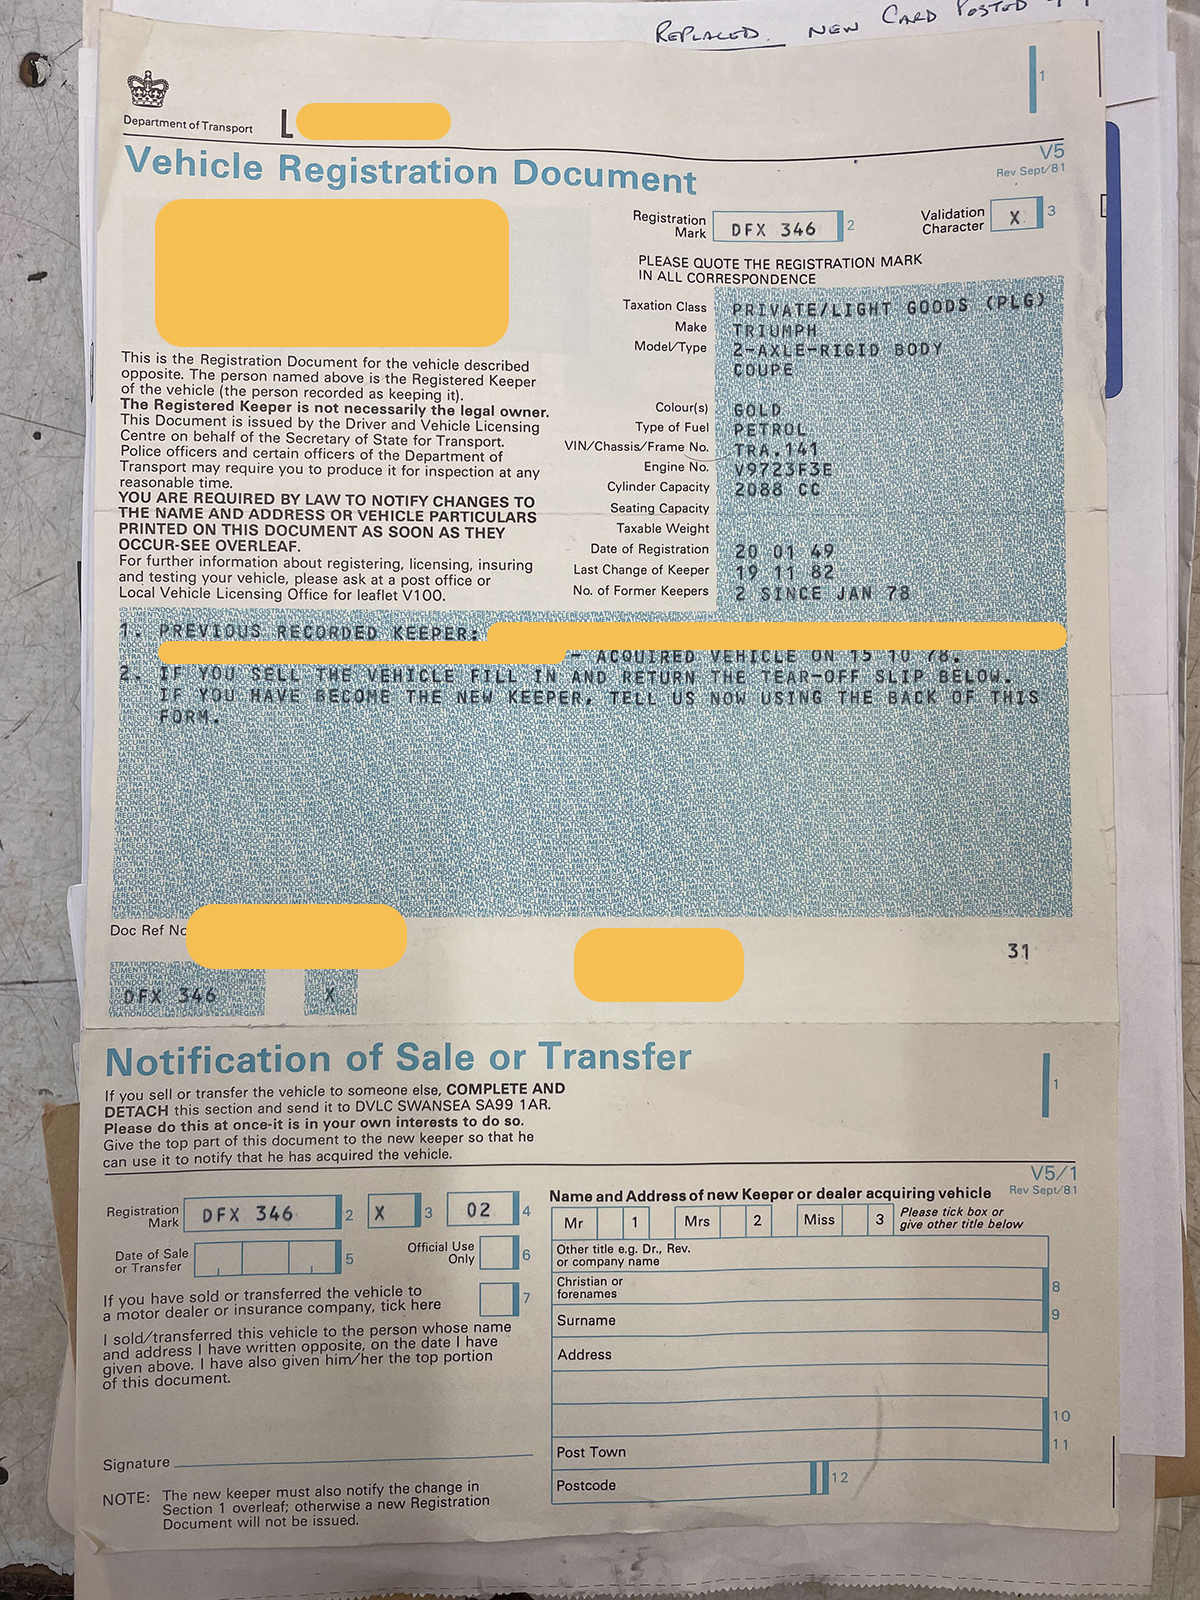 REPLACED. NEW CARD POSTED
1
Department of Transport
L
Vehicle Registration Document
V5
Rev Sept/81
Registration Mark DFX 346 2
Validation Character X 3
PLEASE QUOTE THE REGISTRATION MARK
IN ALL CORRESPONDENCE
Taxation Class PRIVATE/LIGHT GOODS (PLG)
Make TRIUMPH
Model/Type 2-AXLE-RIGID BODY
COUPE
Colour(s) GOLD
Type of Fuel PETROL
VIN/Chassis/Frame No. TRA.141
Engine No. V9723F3E
Cylinder Capacity 2088 CC
Seating Capacity
Taxable Weight
Date of Registration 20 01 49
Last Change of Keeper 19 11 82
No. of Former Keepers 2 SINCE JAN 78
This is the Registration Document for the vehicle described
opposite. The person named above is the Registered Keeper
of the vehicle (the person recorded as keeping it).
The Registered Keeper is not necessarily the legal owner.
This Document is issued by the Driver and Vehicle Licensing
Centre on behalf of the Secretary of State for Transport.
Police officers and certain officers of the Department of
Transport may require you to produce it for inspection at any
reasonable time.
YOU ARE REQUIRED BY LAW TO NOTIFY CHANGES TO
THE NAME AND ADDRESS OR VEHICLE PARTICULARS
PRINTED ON THIS DOCUMENT AS SOON AS THEY
OCCUR-SEE OVERLEAF.
For further information about registering, licensing, insuring
and testing your vehicle, please ask at a post office or
Local Vehicle Licensing Office for leaflet V100.
1. PREVIOUS RECORDED KEEPER:
- ACQUIRED VEHICLE ON 15 10 78.
2. IF YOU SELL THE VEHICLE FILL IN AND RETURN THE TEAR-OFF SLIP BELOW.
IF YOU HAVE BECOME THE NEW KEEPER, TELL US NOW USING THE BACK OF THIS
FORM.
Doc Ref No
31
DFX 346 X
Notification of Sale or Transfer
1
If you sell or transfer the vehicle to someone else, COMPLETE AND
DETACH this section and send it to DVLC SWANSEA SA99 1AR.
Please do this at once-it is in your own interests to do so.
Give the top part of this document to the new keeper so that he
can use it to notify that he has acquired the vehicle.
V5/1
Rev Sept/81
Registration Mark DFX 346 2 X 3 02 4
Date of Sale or Transfer 5
Official Use Only 6
If you have sold or transferred the vehicle to
a motor dealer or insurance company, tick here 7
I sold/transferred this vehicle to the person whose name
and address I have written opposite, on the date I have
given above. I have also given him/her the top portion
of this document.
Signature
NOTE: The new keeper must also notify the change in
Section 1 overleaf; otherwise a new Registration
Document will not be issued.
Name and Address of new Keeper or dealer acquiring vehicle
Mr 1 Mrs 2 Miss 3 Please tick box or
give other title below
Other title e.g. Dr., Rev.
or company name
Christian or
forenames 8
Surname 9
Address
10
Post Town 11
Postcode 12